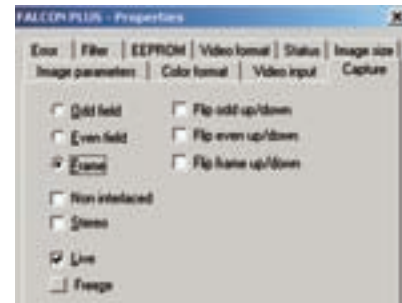 FALCON PLUS - Properties
Error Filter EEPROM Video format Status Image size
Image parameters Color format Video input Capture
Odd field Flip odd up/down
Even field Flip even up/down
Frame Flip frame up/down
Non interlaced
Stereo
Live
Freeze